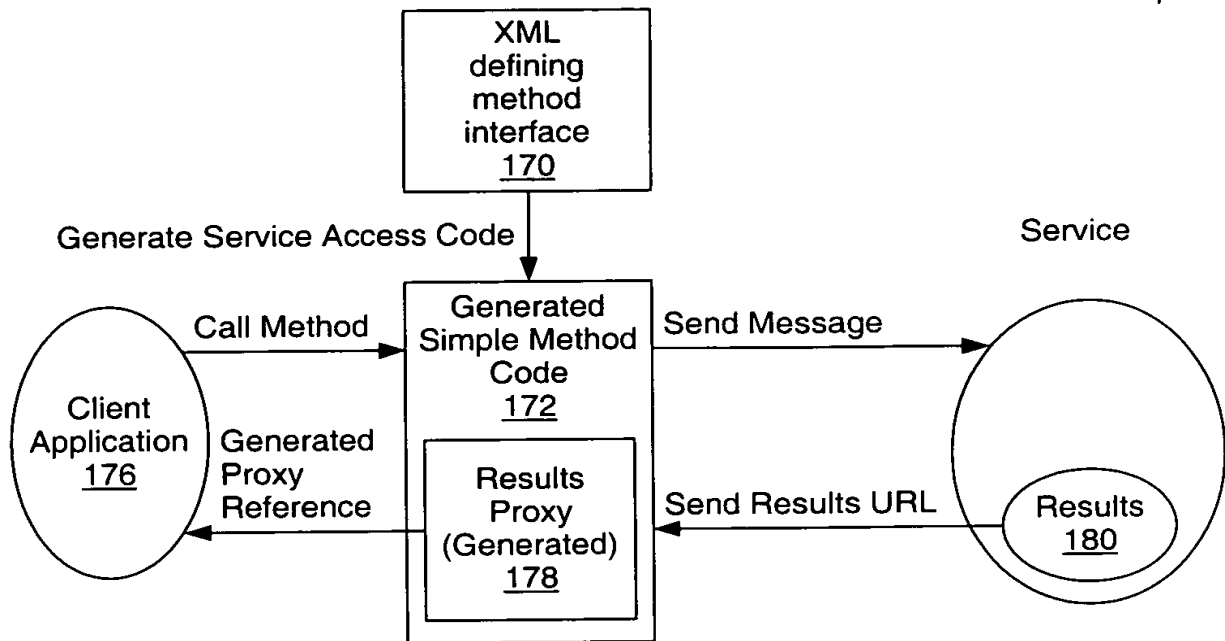 XML
defining
method
interface
170
Generate Service Access Code
Service
Call Method
Generated
Simple Method
Code
172
Send Message
Client
Application
176
Generated
Proxy
Reference
Results
Proxy
(Generated)
178
Send Results URL
Results
180